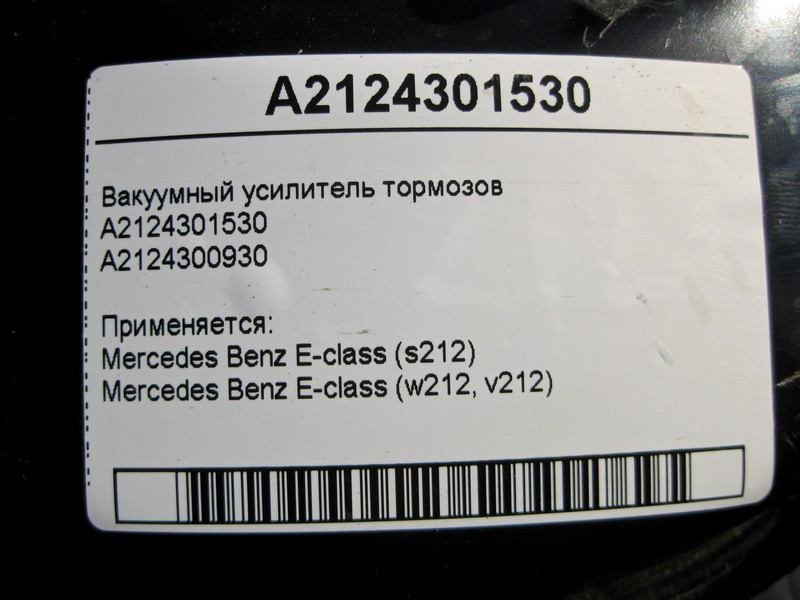 A2124301530
Вакуумный усилитель тормозов
A2124301530
A2124300930
Применяется:
Mercedes Benz E-class (s212)
Mercedes Benz E-class (w212, v212)